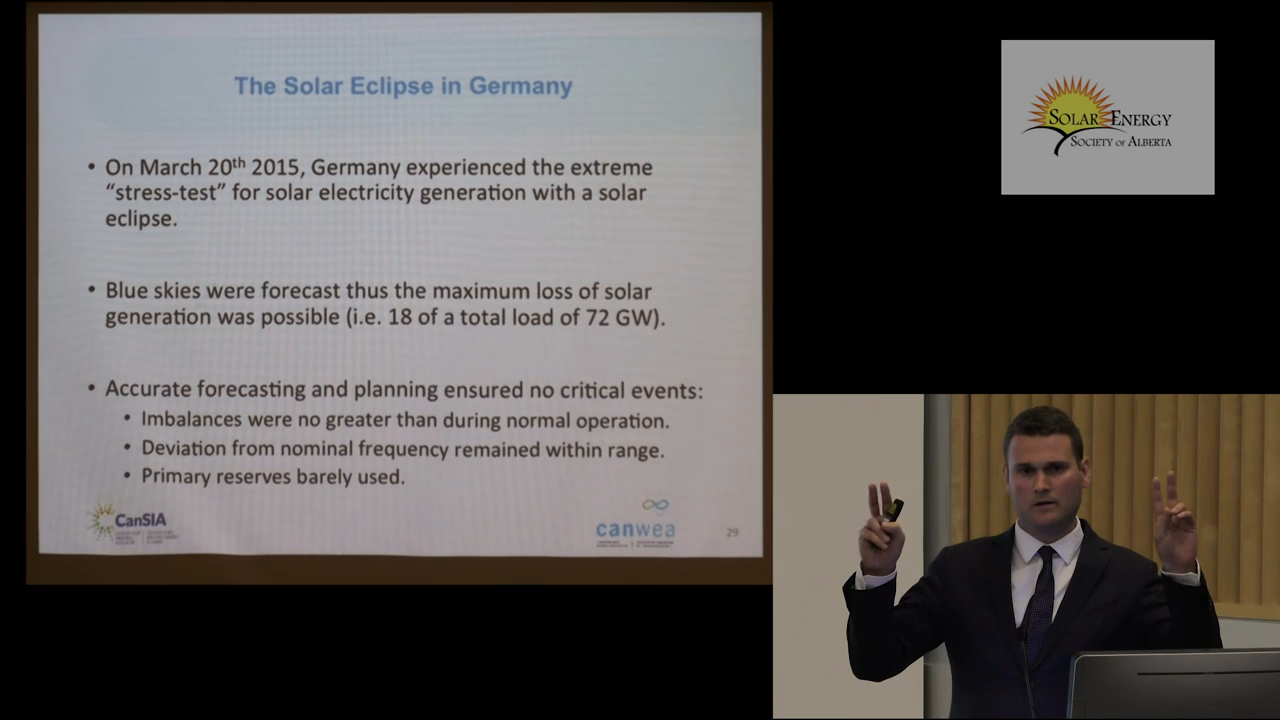 The Solar Eclipse in Germany
• On March 20th 2015, Germany experienced the extreme
“stress-test” for solar electricity generation with a solar
eclipse.
• Blue skies were forecast thus the maximum loss of solar
generation was possible (i.e. 18 of a total load of 72 GW).
• Accurate forecasting and planning ensured no critical events:
• Imbalances were no greater than during normal operation.
• Deviation from nominal frequency remained within range.
• Primary reserves barely used.
CanSIA
canwea
29
SOLAR ENERGY
SOCIETY OF ALBERTA